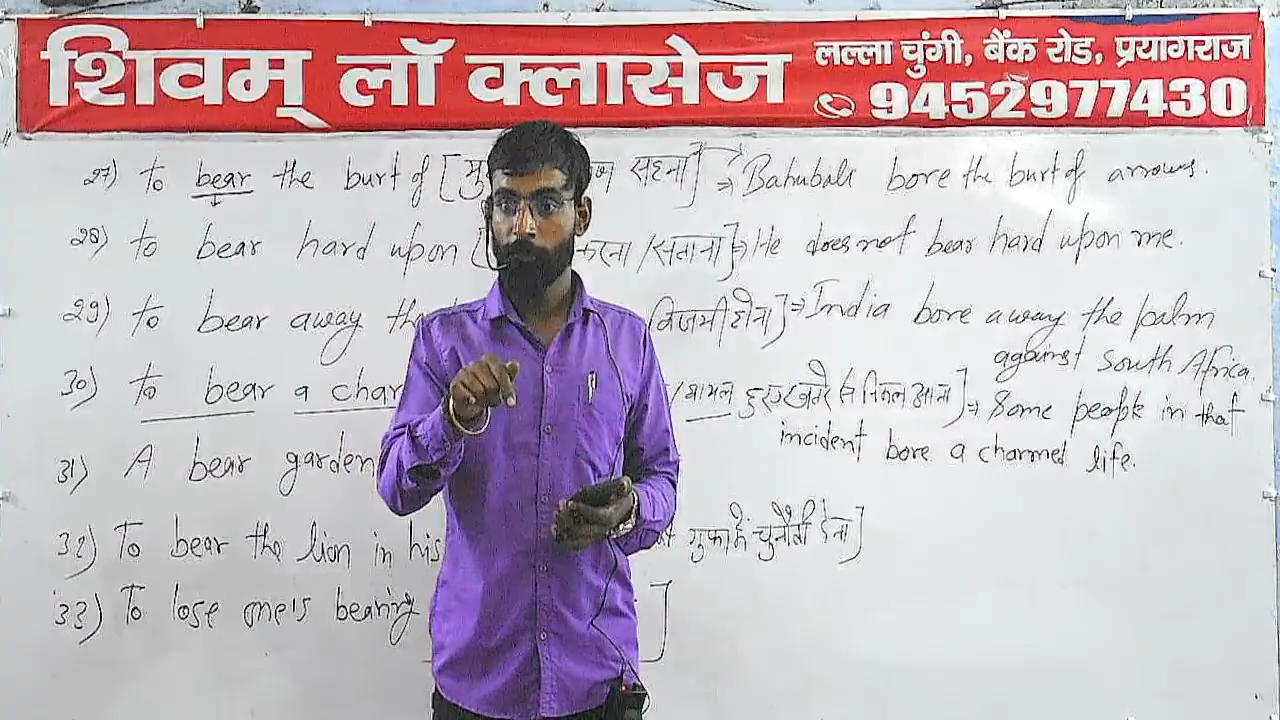 शिवम् लॉ क्लासेज
लल्ला चुंगी, बैंक रोड, प्रयागराज
9452977430
27) To bear the burt of [ सहना] ⇒ Bahubali bore the burt of arrows.
28) To bear hard upon [ करना / सताना] ⇒ He does not bear hard upon me.
29) To bear away the विजयी होना] ⇒ India bore away the palm
against South Africa.
30) To bear a char / हुए खतरे से निकल आना] ⇒ Some people in that
incident bore a charmed life.
31) A bear garden
32) To bear the lion in his गुफा में चुनौती देना]
33) To lose one's bearing ]